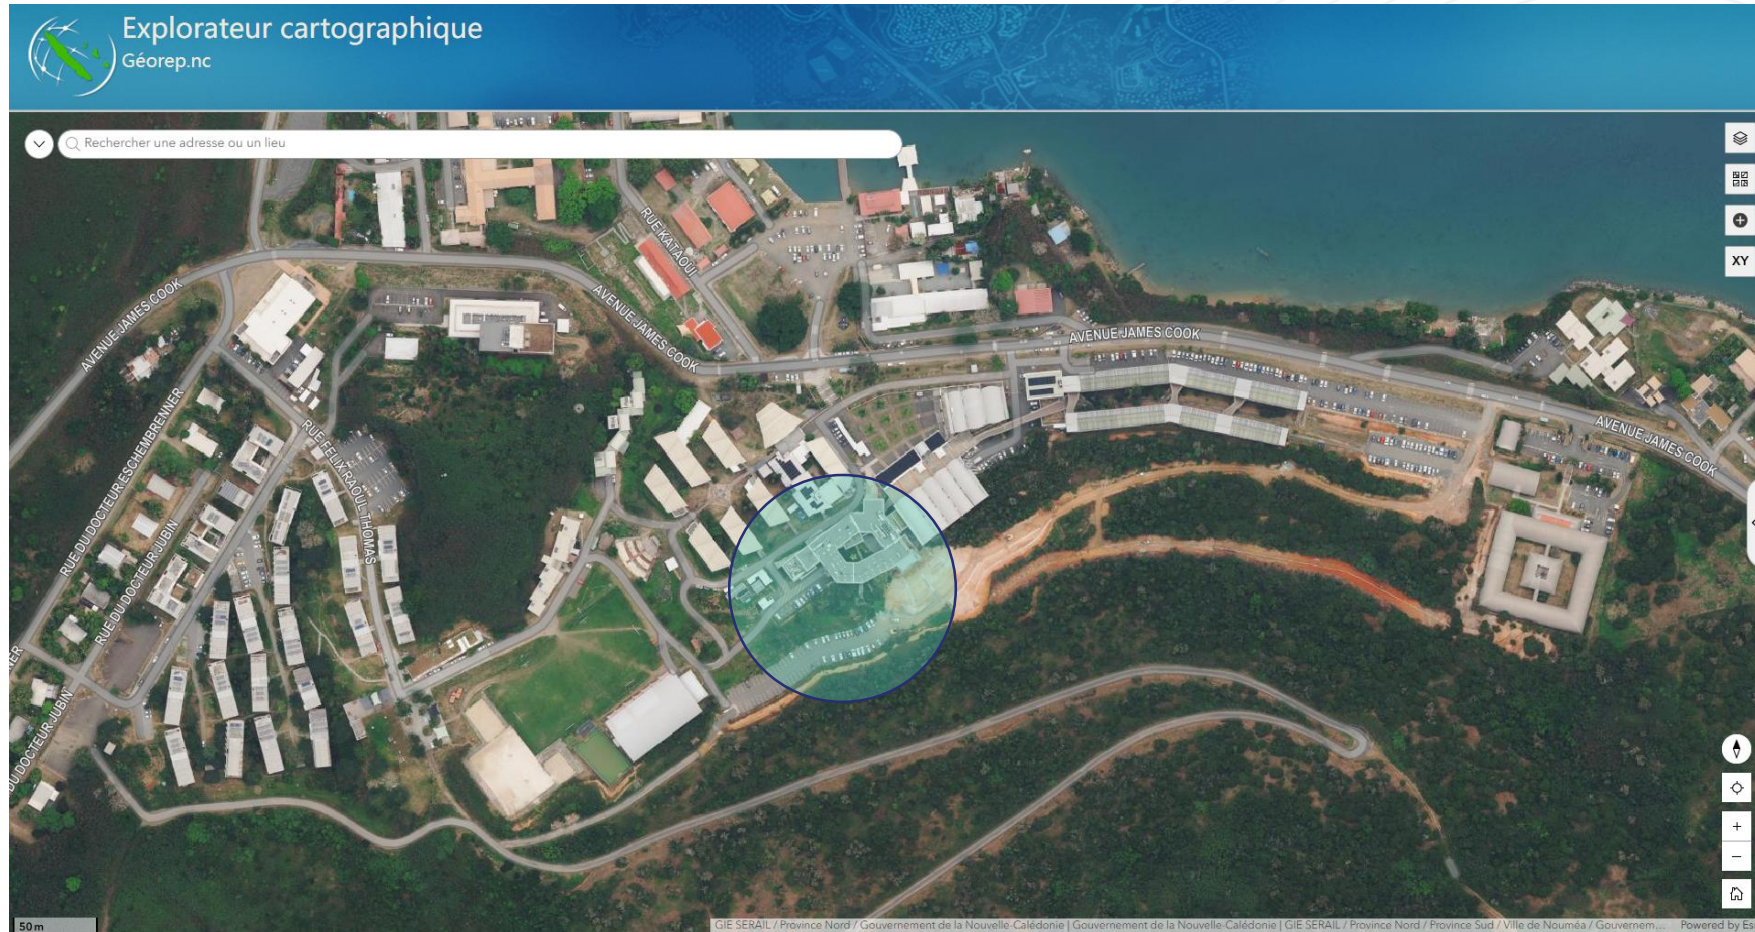 Explorateur cartographique
Géorep.nc
Rechercher une adresse ou un lieu
XY
RUE KATAOUI
AVENUE JAMES COOK
AVENUE JAMES COOK
AVENUE JAMES COOK
AVENUE JAMES COOK
RUE DU DOCTEUR ESCHEMBRENNER
RUE FELIX RAOUL THOMAS
RUE DU DOCTEUR JUBIN
NER
DU DOCTEUR JUBIN
50 m
GIE SERAIL / Province Nord / Gouvernement de la Nouvelle-Calédonie | Gouvernement de la Nouvelle-Calédonie | GIE SERAIL / Province Nord / Province Sud / Ville de Nouméa / Gouvernem... Powered by Es